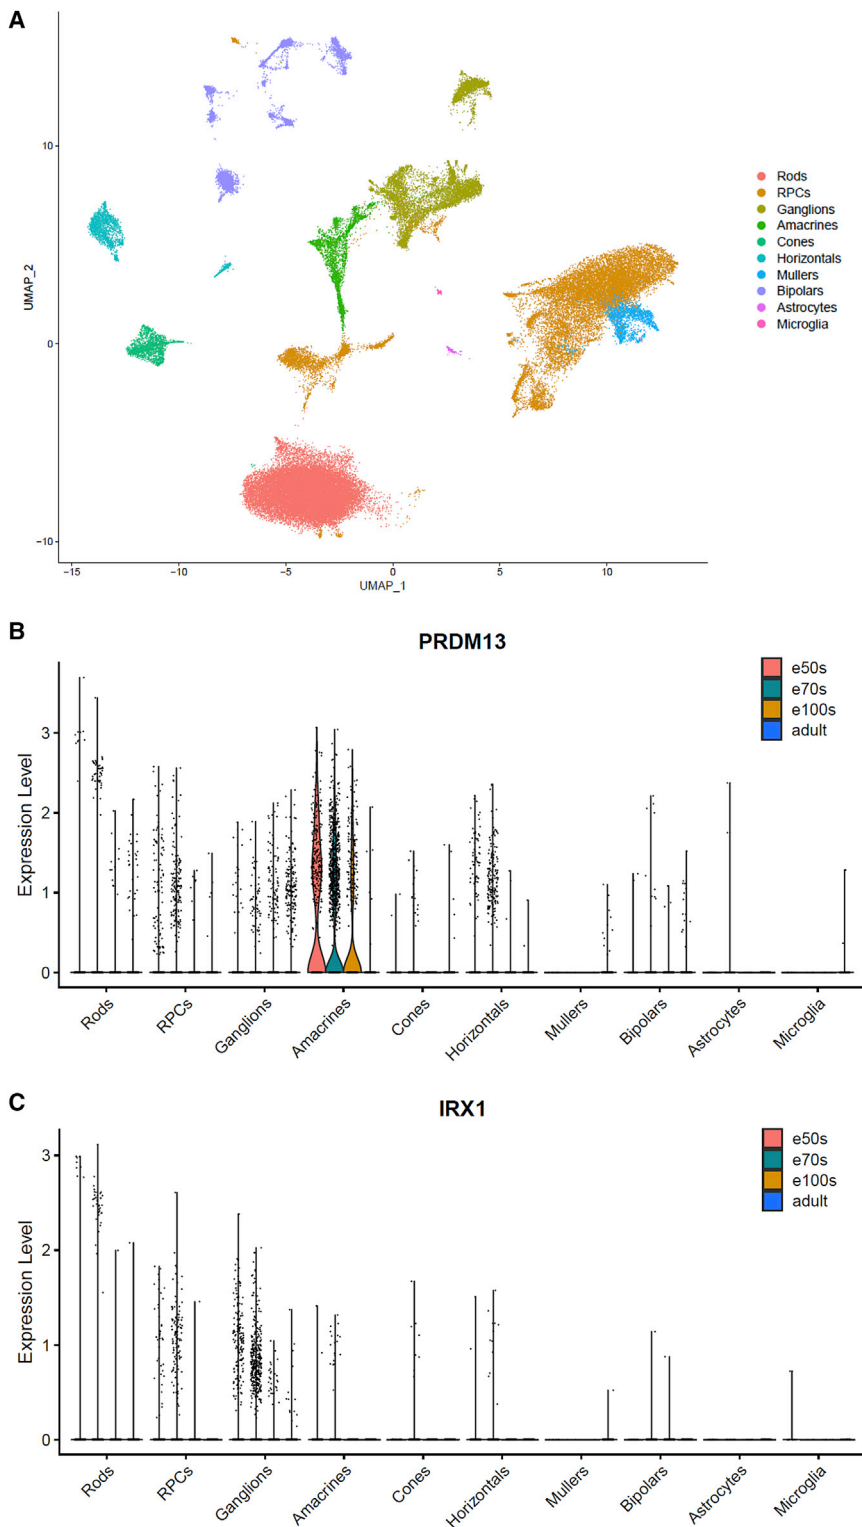 A
10
0
−10
UMAP_2
−15
−10
−5
0
5
10
UMAP_1
Rods
RPCs
Ganglions
Amacrines
Cones
Horizontals
Mullers
Bipolars
Astrocytes
Microglia
B
PRDM13
Expression Level
3
2
1
0
e50s
e70s
e100s
adult
Rods
RPCs
Ganglions
Amacrines
Cones
Horizontals
Mullers
Bipolars
Astrocytes
Microglia
C
IRX1
Expression Level
3
2
1
0
e50s
e70s
e100s
adult
Rods
RPCs
Ganglions
Amacrines
Cones
Horizontals
Mullers
Bipolars
Astrocytes
Microglia